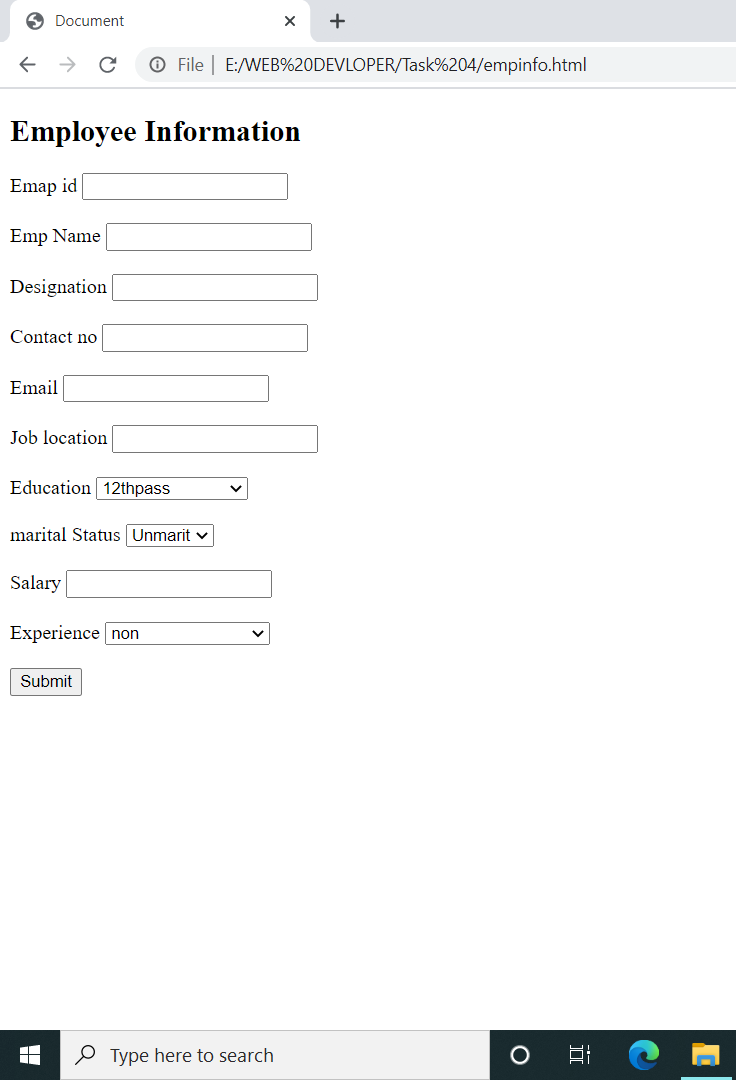 Document
File | E:/WEB%20DEVLOPER/Task%204/empinfo.html
Employee Information
Emap id
Emp Name
Designation
Contact no
Email
Job location
Education 12thpass
marital Status Unmarit
Salary
Experience non
Submit
Type here to search